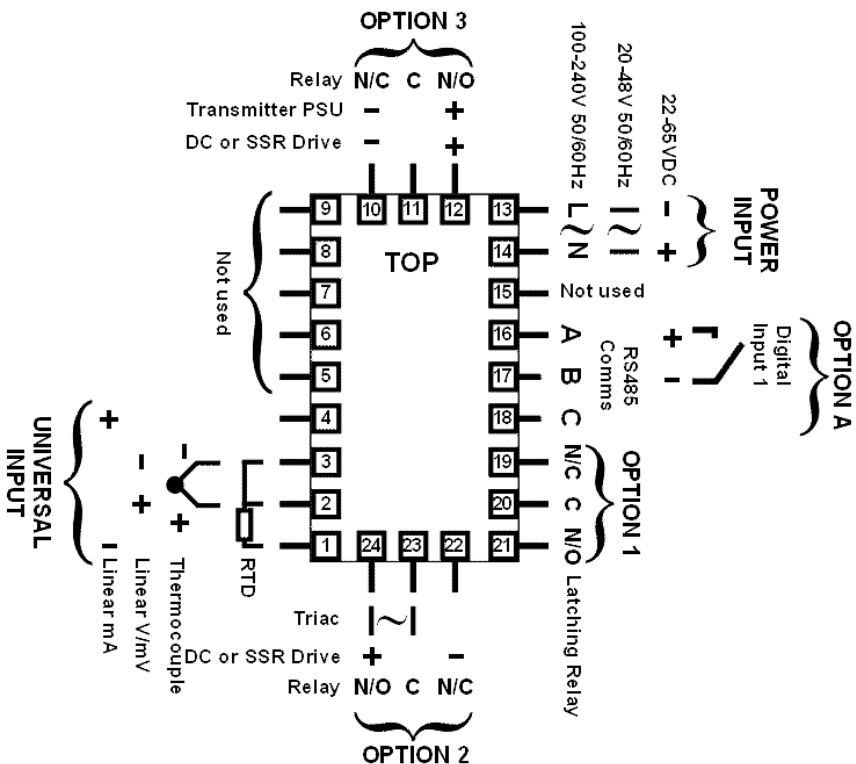 OPTION 3
Relay N/C C N/O
Transmitter PSU - +
DC or SSR Drive - +
100-240V 50/60Hz
L ~ N
20-48V 50/60Hz
~
22-65VDC
- +
POWER INPUT
9 10 11 12 13
8 TOP 14
7 15 Not used
6 16
5 17
4 18
3 19
2 20
1 24 23 22 21
Not used
A
B
C
RS485
Comms
+ -
Digital
Input 1
OPTION A
N/C C N/O
OPTION 1
Latching Relay
RTD
- +
Thermocouple
- +
Linear V/mV
+ -
Linear mA
UNIVERSAL
INPUT
Triac ~
DC or SSR Drive + -
Relay N/O C N/C
OPTION 2